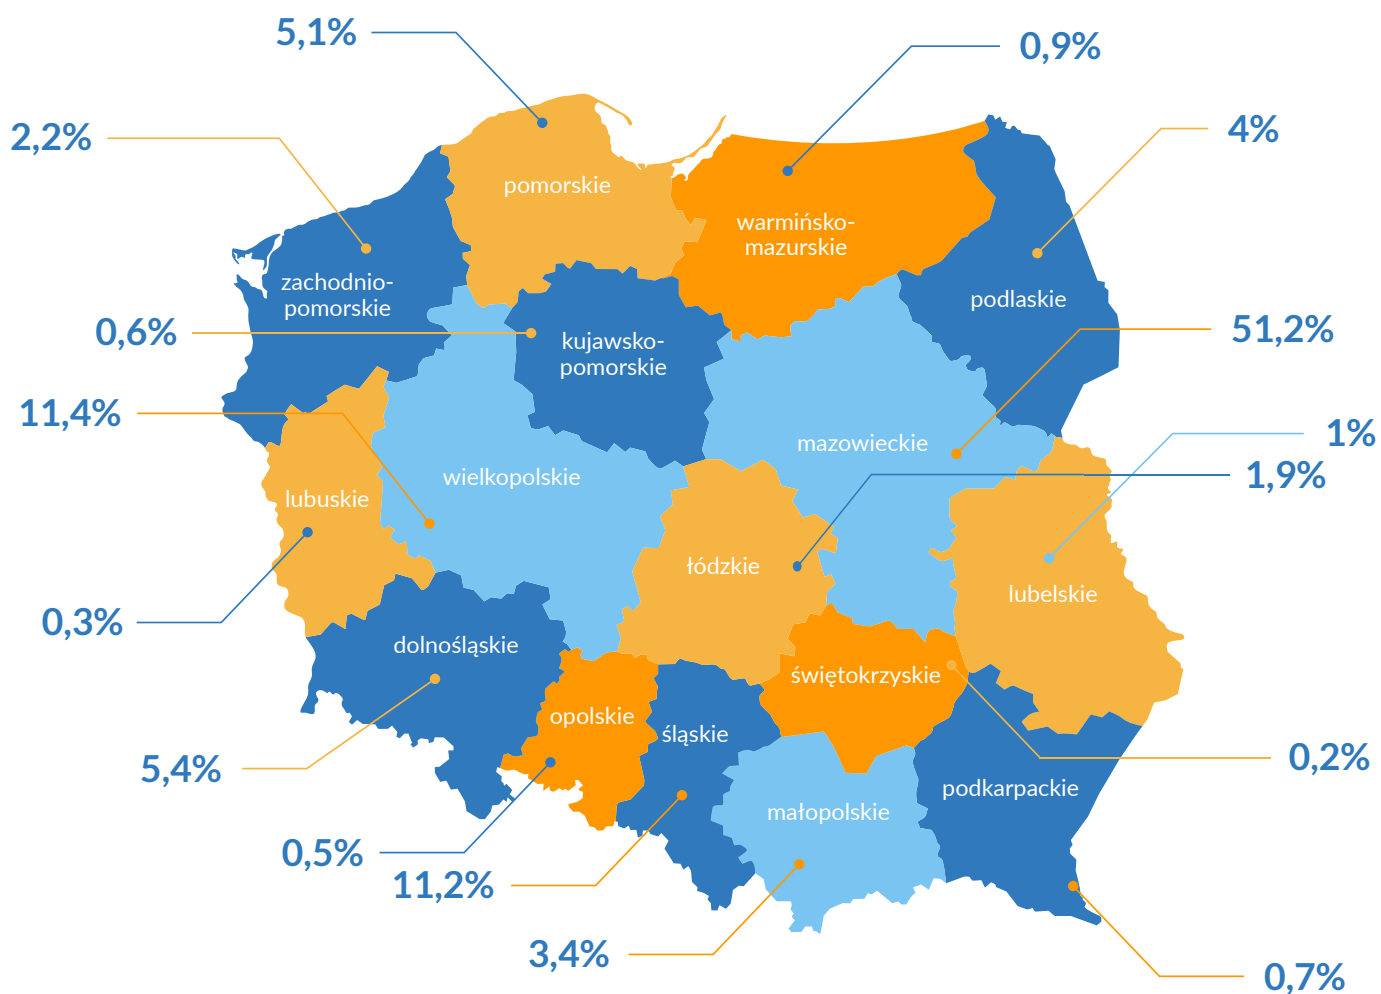 5,1%
0,9%
2,2%
4%
pomorskie
warmińsko-
mazurskie
zachodnio-
pomorskie
podlaskie
0,6%
51,2%
kujawsko-
pomorskie
11,4%
1%
mazowieckie
1,9%
wielkopolskie
lubuskie
łódzkie
lubelskie
0,3%
dolnośląskie
świętokrzyskie
opolskie
śląskie
5,4%
0,2%
podkarpackie
małopolskie
0,5%
11,2%
3,4%
0,7%